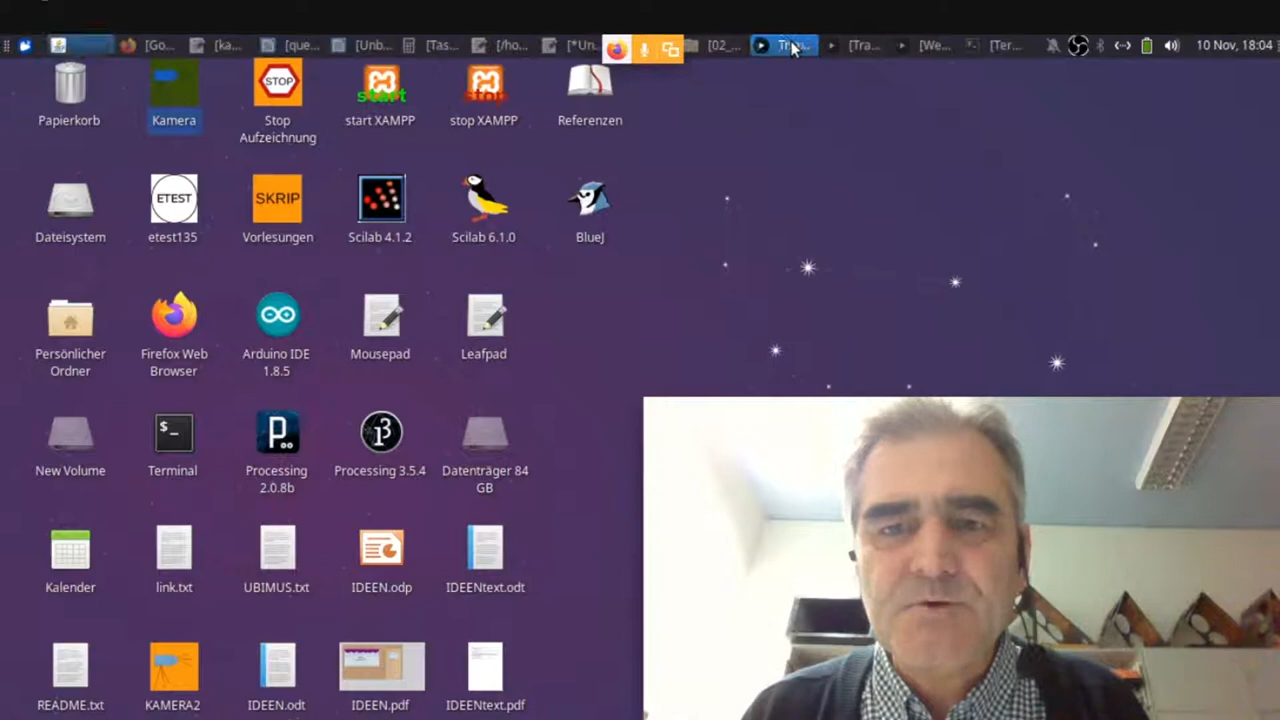 [Go...
[ka...
[que...
[Unb...
[Tas...
[/ho...
[*Un...
[02_...
[Tra...
[We...
[Ter...
10 Nov, 18:04
Papierkorb
Kamera
STOP
Stop
Aufzeichnung
start
start XAMPP
stop
stop XAMPP
Referenzen
Dateisystem
ETEST
etest135
SKRIP
Vorlesungen
Scilab 4.1.2
Scilab 6.1.0
BlueJ
Persönlicher
Ordner
Firefox Web
Browser
Arduino IDE
1.8.5
Mousepad
Leafpad
New Volume
$_
Terminal
P
Processing
2.0.8b
Processing 3.5.4
Datenträger 84
GB
Kalender
link.txt
UBIMUS.txt
IDEEN.odp
IDEENtext.odt
README.txt
KAMERA2
IDEEN.odt
IDEEN.pdf
IDEENtext.pdf